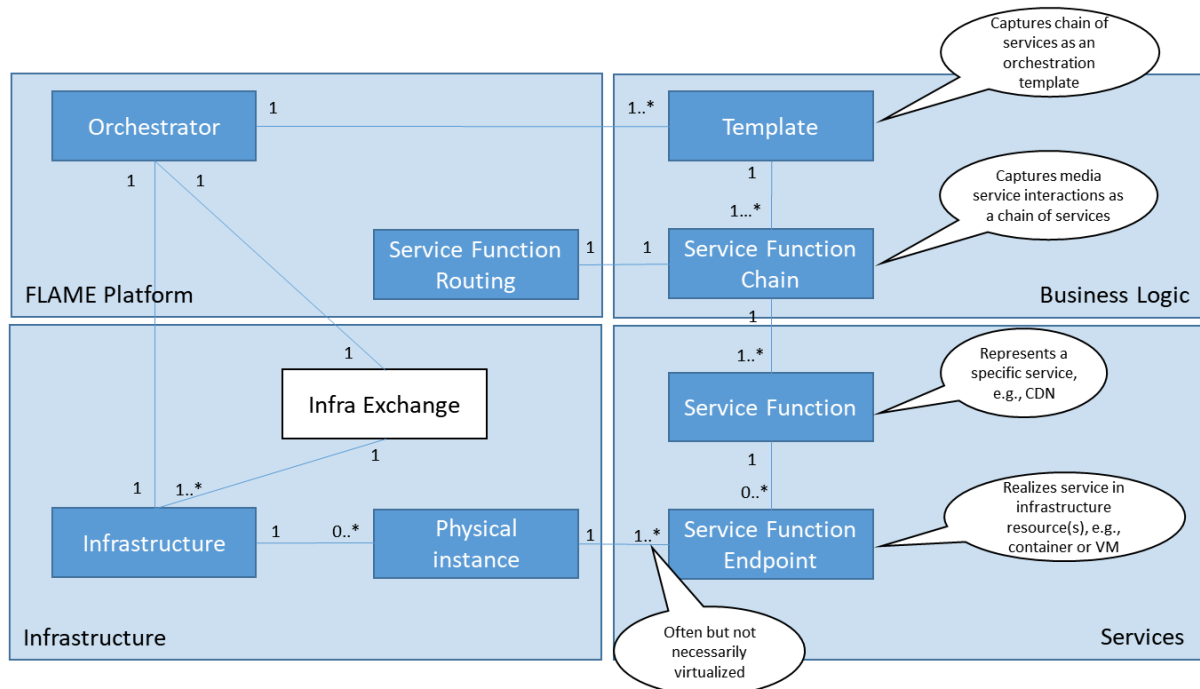 Captures chain
of services as an
orchestration
template
Orchestrator
1
1..*
Template
1
1
1
1...*
Captures media
service interactions as
a chain of services
Service Function
Routing
1
1
Service Function
Chain
FLAME Platform
Business Logic
1
1
1..*
Represents a
specific service,
e.g., CDN
Infra Exchange
Service Function
1
1
1
1..*
0..*
Realizes service in
infrastructure
resource(s), e.g.,
container or VM
Infrastructure
1
0..*
Physical
instance
1
1..*
Service Function
Endpoint
Infrastructure
Often but not
necessarily
virtualized
Services